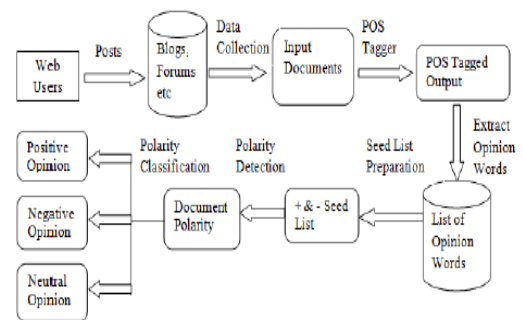 Web
Users
Posts
Blogs,
Forums
etc
Data
Collection
Input
Documents
POS
Tagger
POS Tagged
Output
Extract
Opinion
Words
List of
Opinion
Words
Seed List
Preparation
+ & - Seed
List
Polarity
Detection
Document
Polarity
Polarity
Classification
Positive
Opinion
Negative
Opinion
Neutral
Opinion